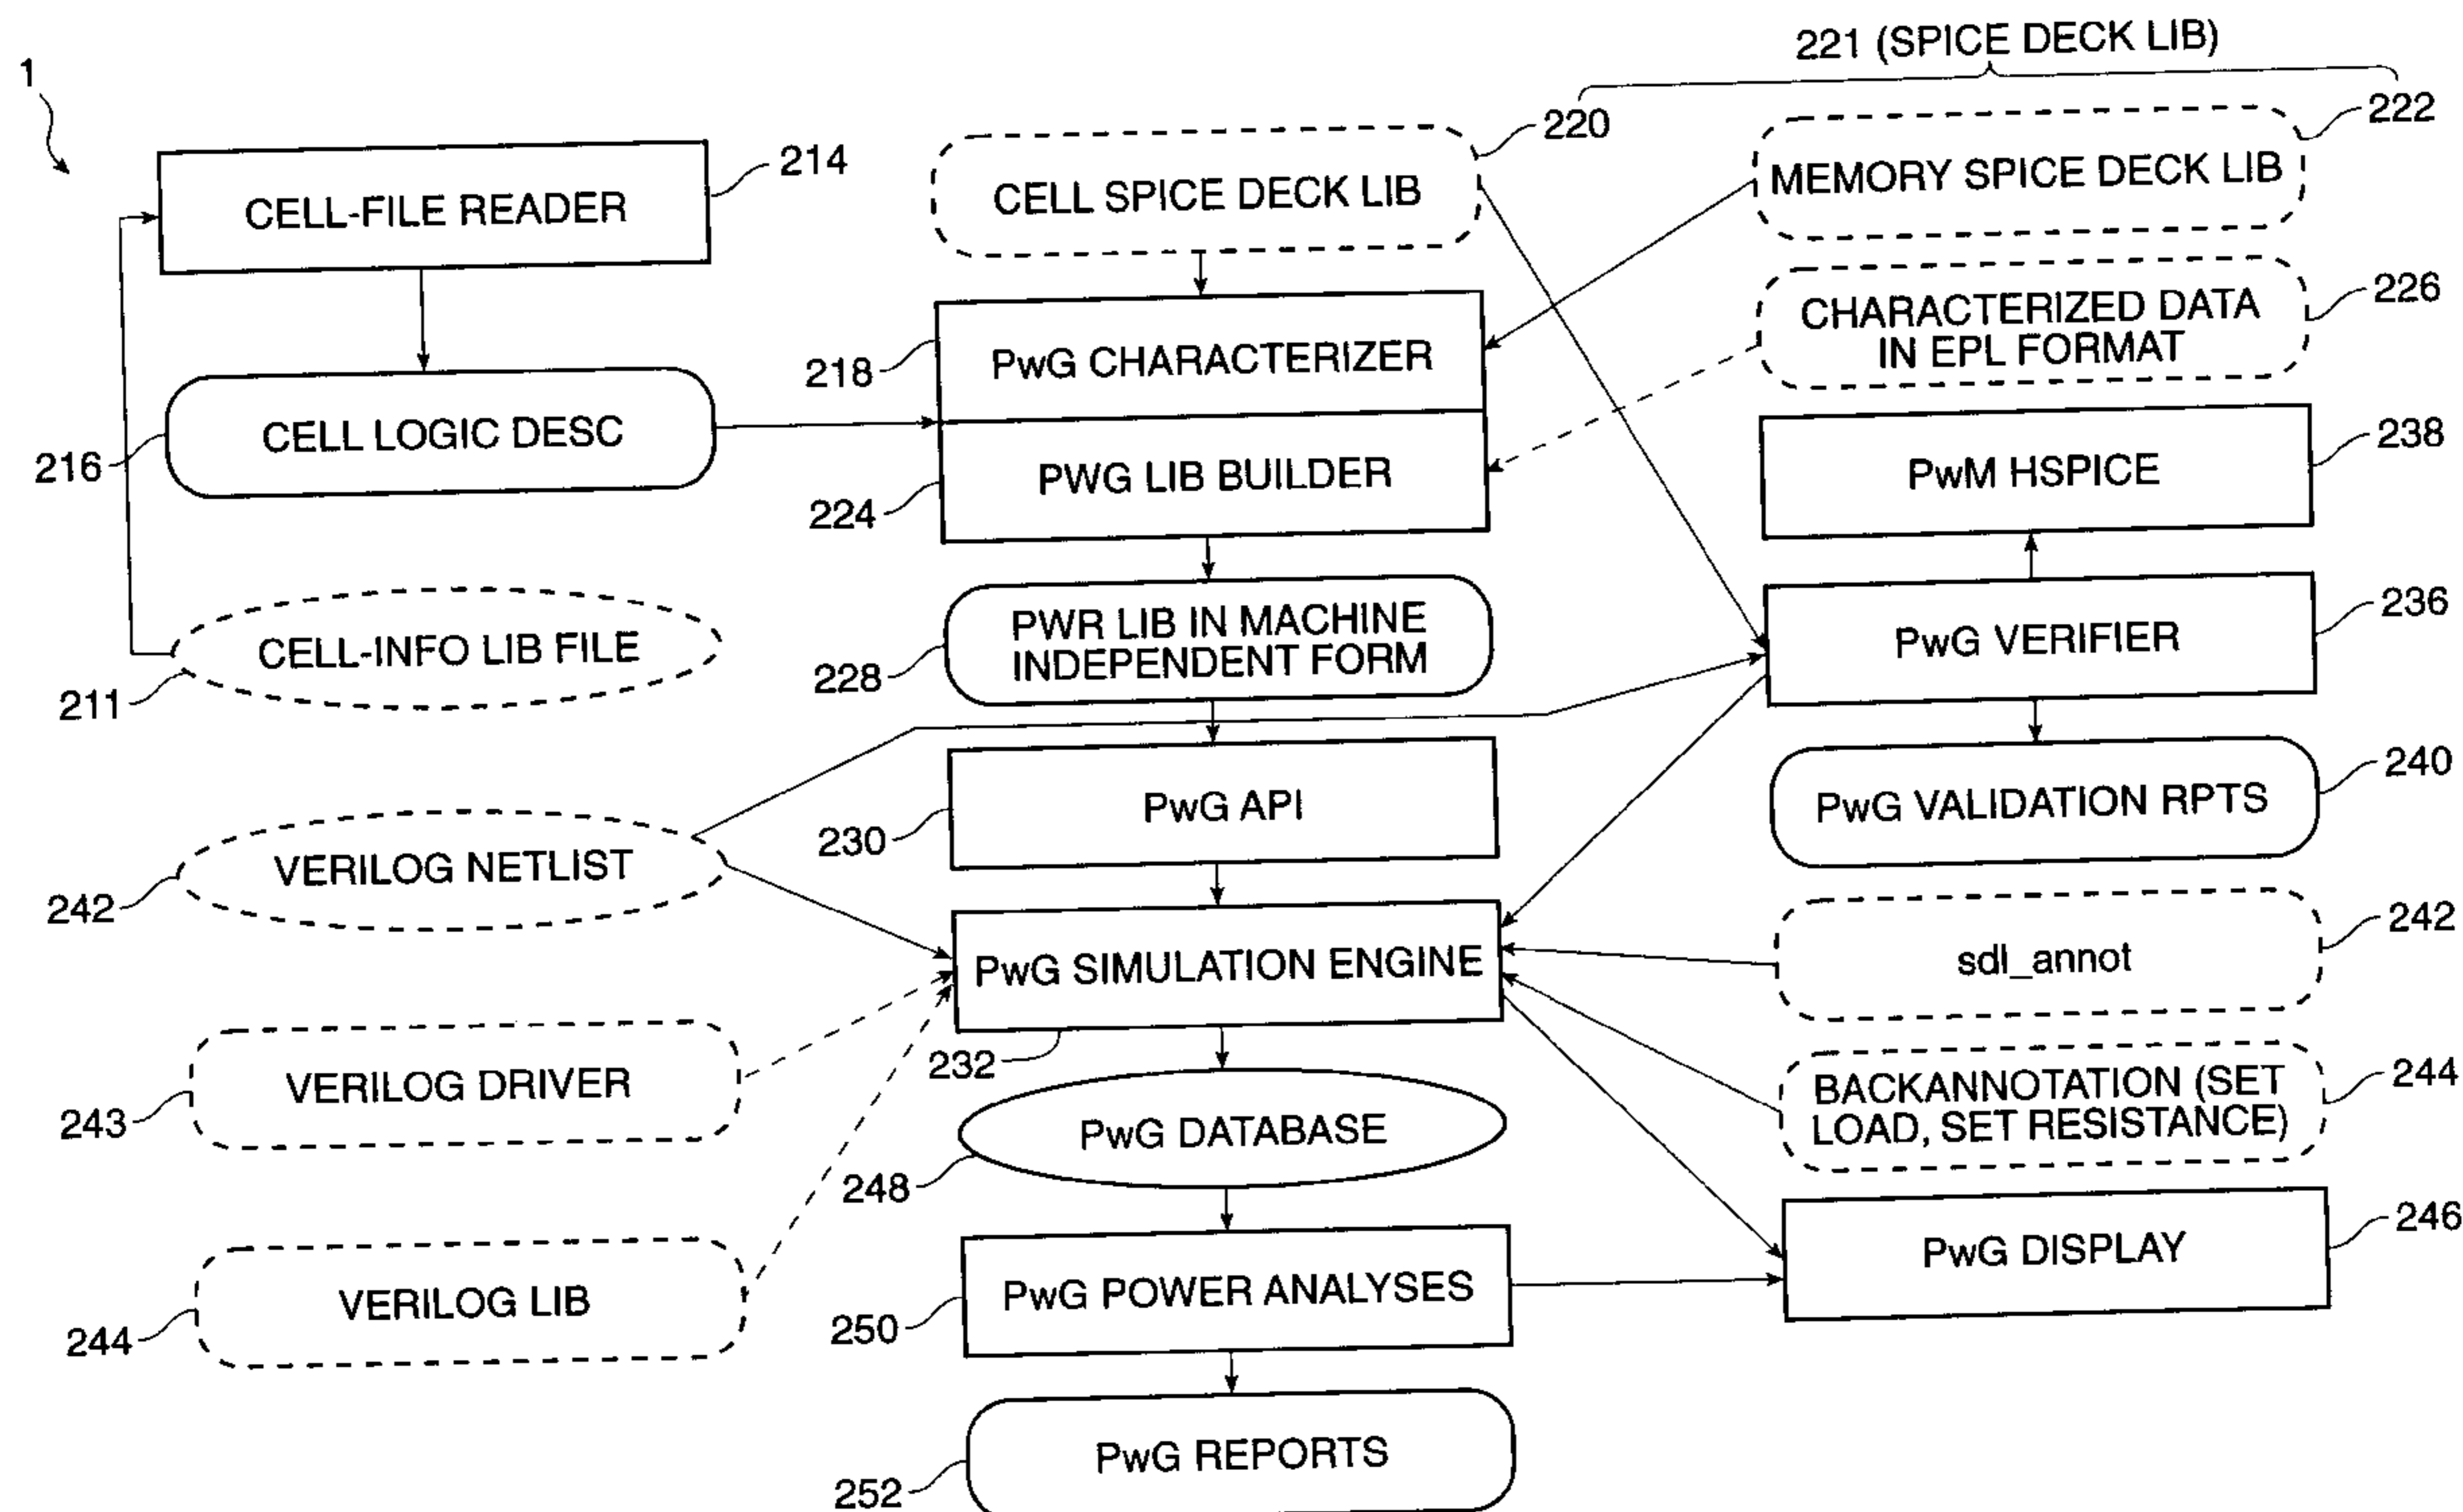 1
221 (SPICE DECK LIB)
CELL-FILE READER
214
CELL SPICE DECK LIB
220
MEMORY SPICE DECK LIB
222
CHARACTERIZED DATA
IN EPL FORMAT
226
PwG CHARACTERIZER
218
CELL LOGIC DESC
216
PWG LIB BUILDER
224
PwM HSPICE
238
CELL-INFO LIB FILE
211
PWR LIB IN MACHINE
INDEPENDENT FORM
228
PwG VERIFIER
236
PwG API
230
PwG VALIDATION RPTS
240
VERILOG NETLIST
242
PwG SIMULATION ENGINE
232
sdl_annot
242
VERILOG DRIVER
243
PwG DATABASE
248
BACKANNOTATION (SET
LOAD, SET RESISTANCE)
244
VERILOG LIB
244
PwG POWER ANALYSES
250
PwG DISPLAY
246
PwG REPORTS
252